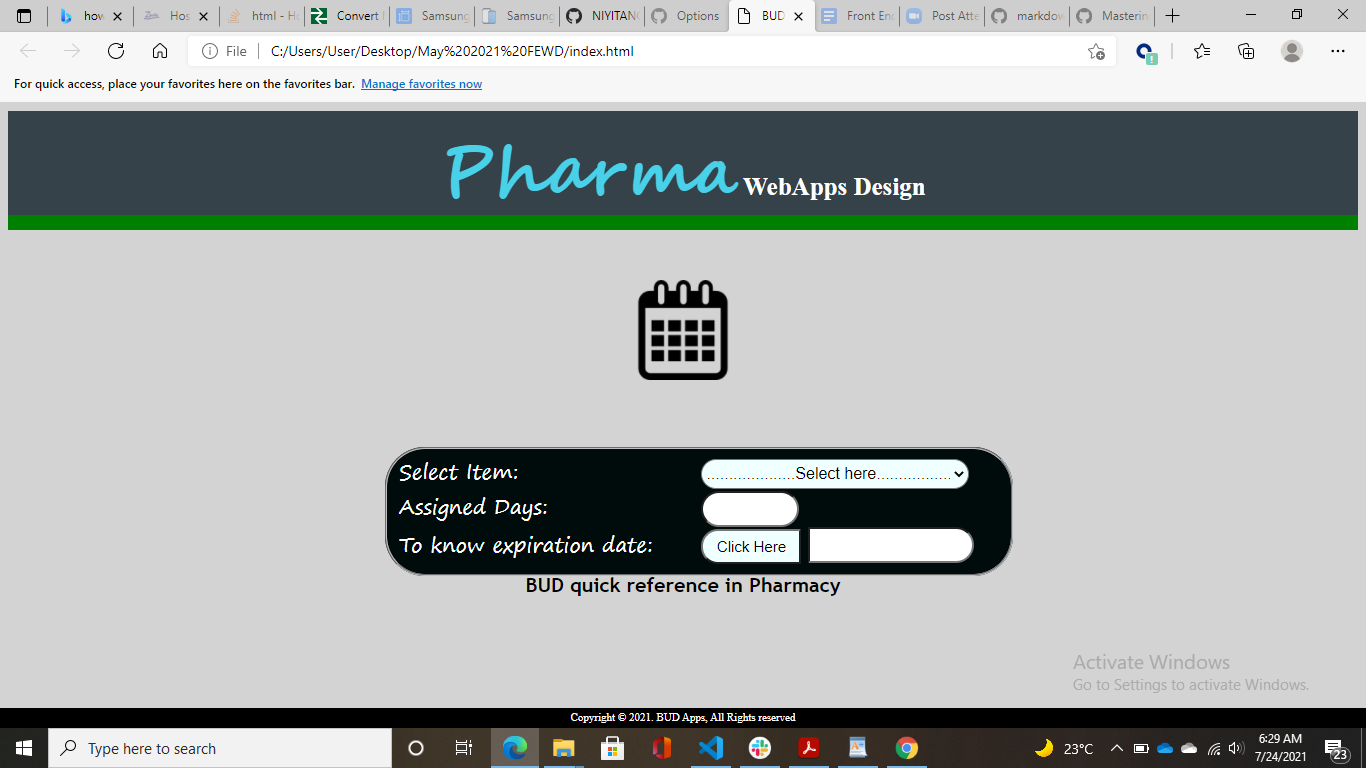 how
Hos
html - Ho
Convert
Samsung
Samsung
NIYITANG
Options
BUD
Front End
Post Atte
markdow
Mastering
File
C:/Users/User/Desktop/May%202021%20FEWD/index.html
For quick access, place your favorites here on the favorites bar. Manage favorites now
Pharma WebApps Design
Select Item: ....................Select here.................
Assigned Days:
To know expiration date: Click Here
BUD quick reference in Pharmacy
Activate Windows
Go to Settings to activate Windows.
Copyright © 2021. BUD Apps, All Rights reserved
Type here to search
23°C
6:29 AM
7/24/2021
23